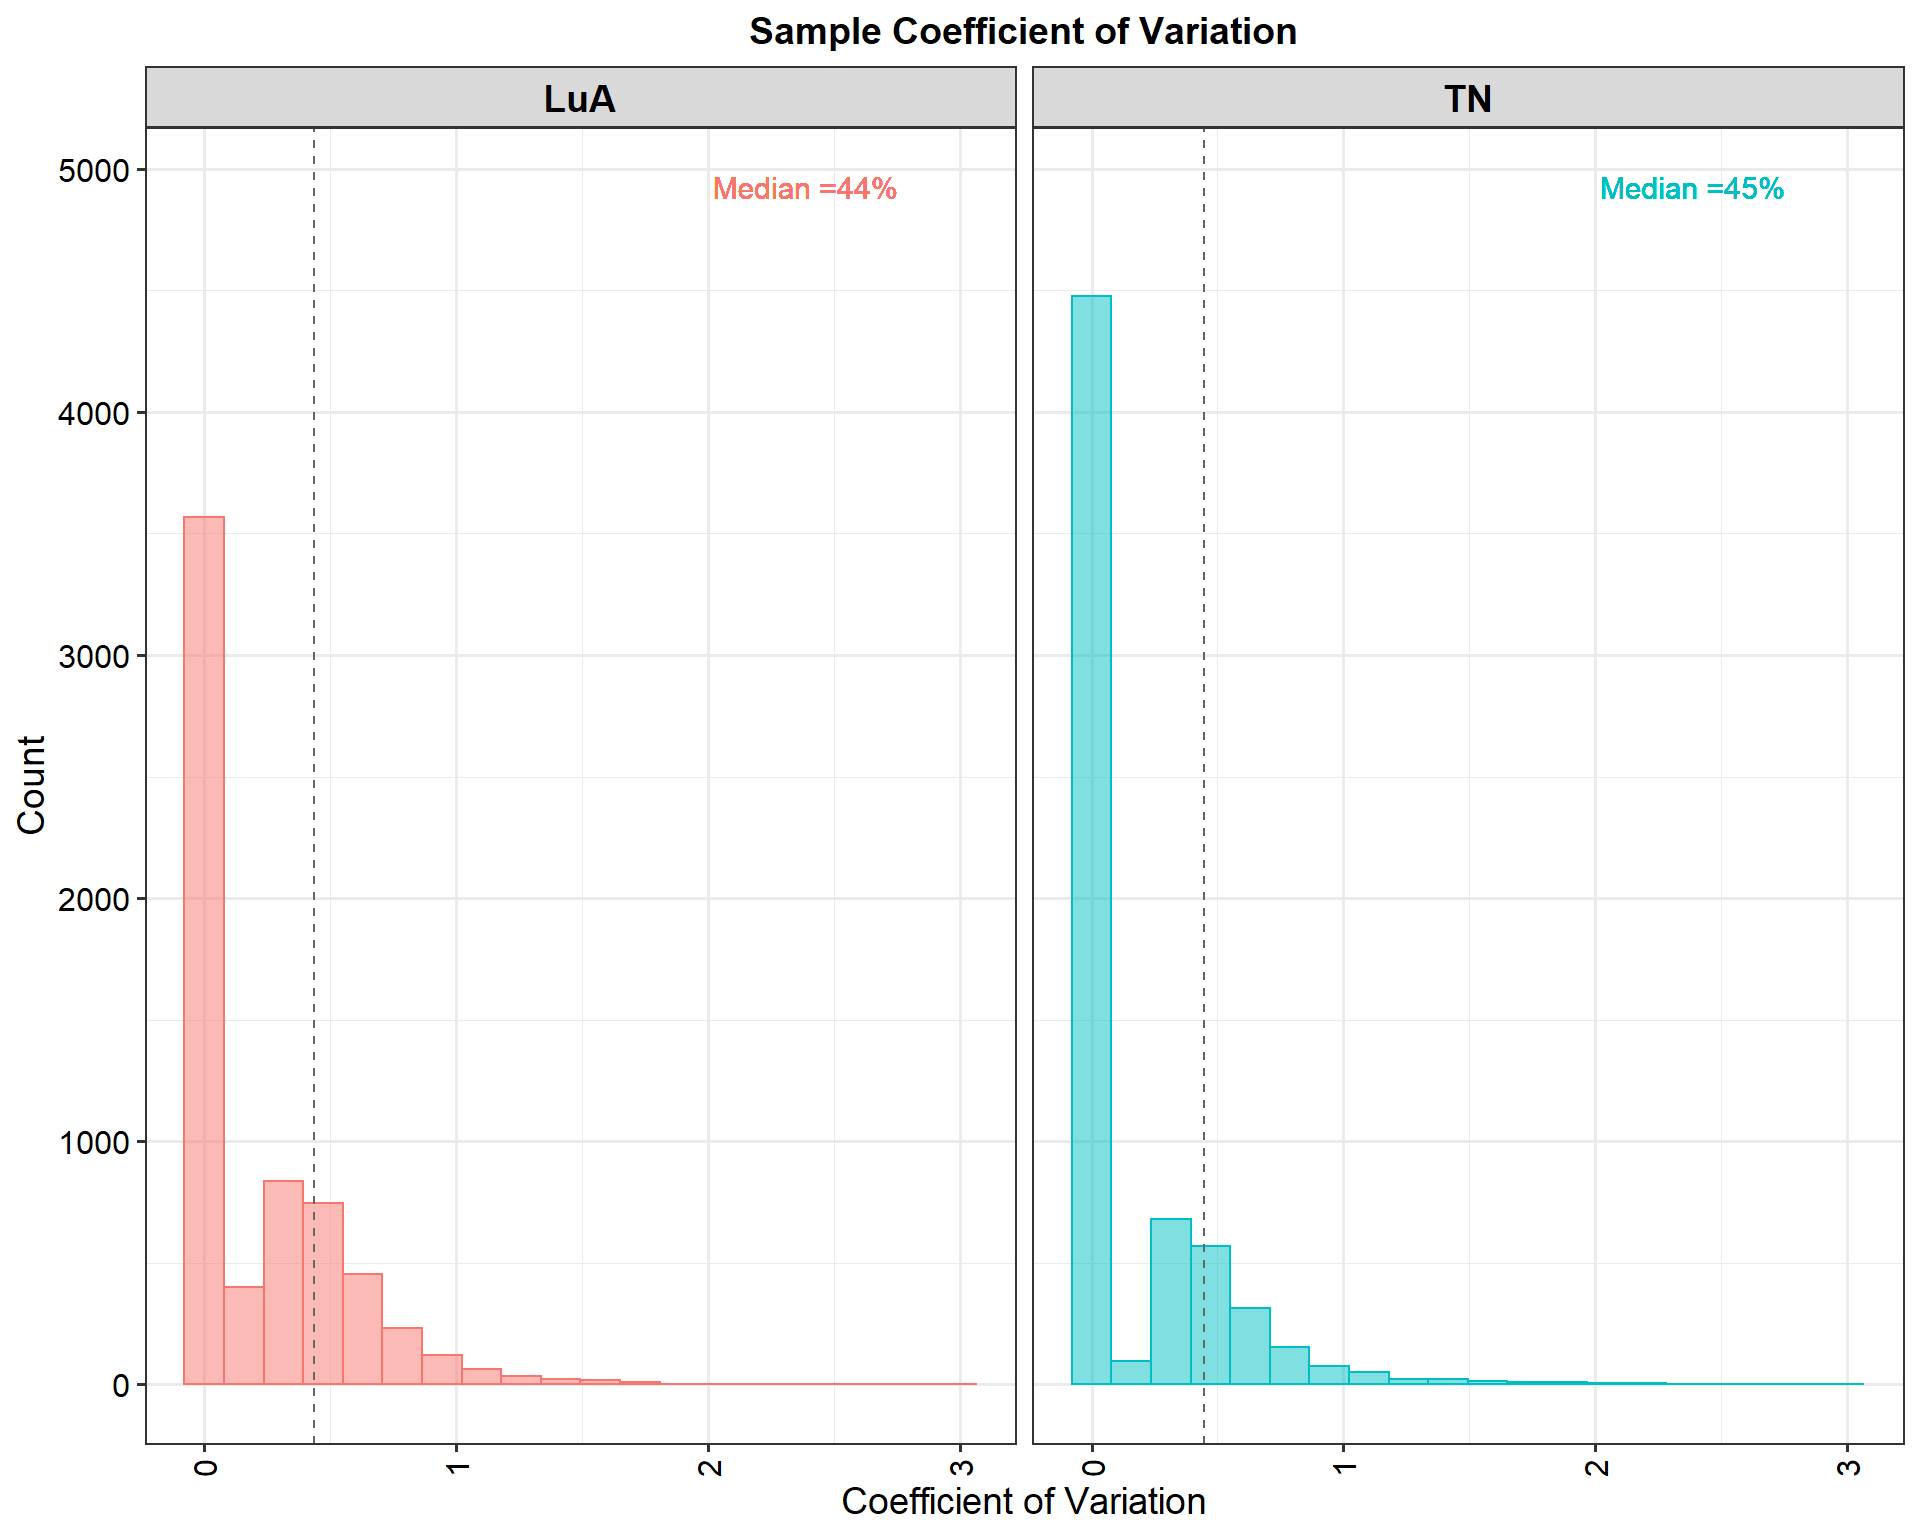 Sample Coefficient of Variation
LuA
TN
Median =44%
Median =45%
5000
4000
3000
2000
1000
0
Count
0 1 2 3
0 1 2 3
Coefficient of Variation